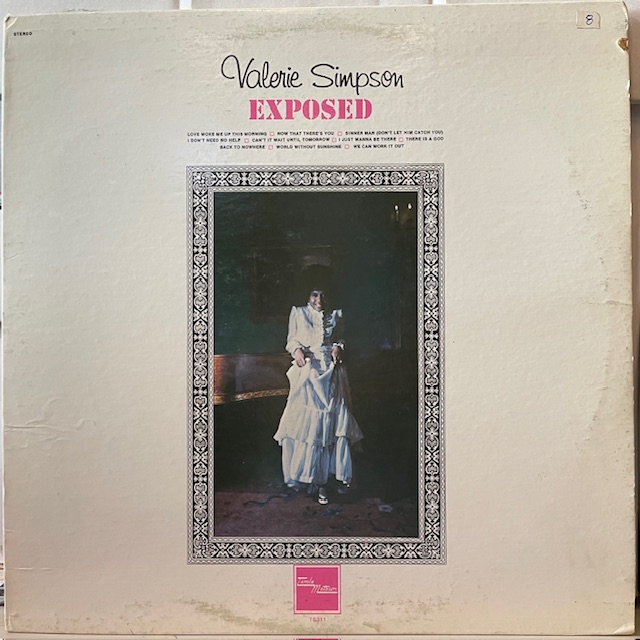 STEREO
8
Valerie Simpson
EXPOSED
LOVE WOKE ME UP THIS MORNING □ NOW THAT THERE'S YOU □ SINNER MAN (DON'T LET HIM CATCH YOU)
I DON'T NEED NO HELP □ CAN'T IT WAIT UNTIL TOMORROW □ I JUST WANNA BE THERE □ THERE IS A GOD
BACK TO NOWHERE □ WORLD WITHOUT SUNSHINE □ WE CAN WORK IT OUT
Tamla
Motown
TS311